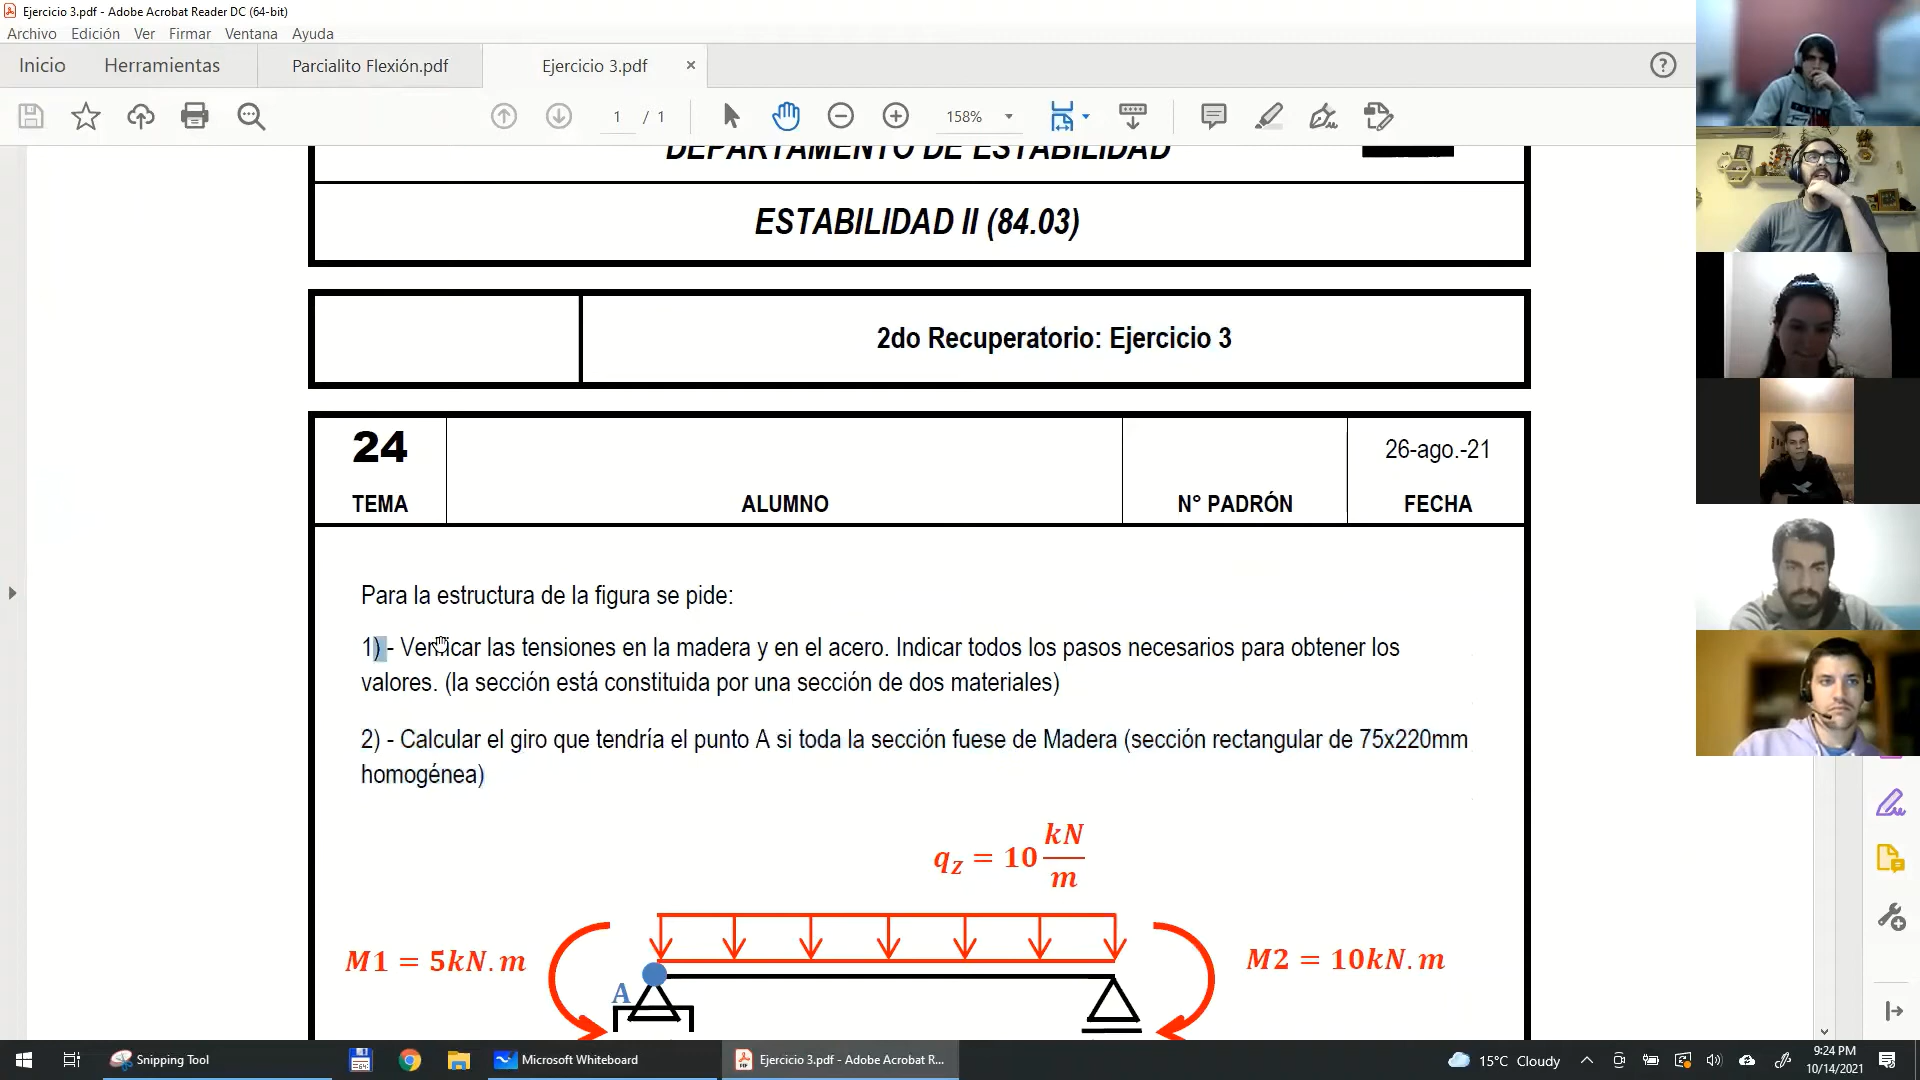 Ejercicio 3.pdf - Adobe Acrobat Reader DC (64-bit)
Archivo Edición Ver Firmar Ventana Ayuda
Inicio Herramientas Parcialito Flexión.pdf Ejercicio 3.pdf ×
1 / 1 158%
DEPARTAMENTO DE ESTABILIDAD
ESTABILIDAD II (84.03)
2do Recuperatorio: Ejercicio 3
24 26-ago.-21
TEMA ALUMNO N° PADRÓN FECHA
Para la estructura de la figura se pide:
1) - Verificar las tensiones en la madera y en el acero. Indicar todos los pasos necesarios para obtener los
valores. (la sección está constituida por una sección de dos materiales)
2) - Calcular el giro que tendría el punto A si toda la sección fuese de Madera (sección rectangular de 75x220mm
homogénea)
q_z = 10 kN/m
M1 = 5kN.m M2 = 10kN.m
A
Snipping Tool Microsoft Whiteboard Ejercicio 3.pdf - Adobe Acrobat R... 15°C Cloudy 9:24 PM
10/14/2021